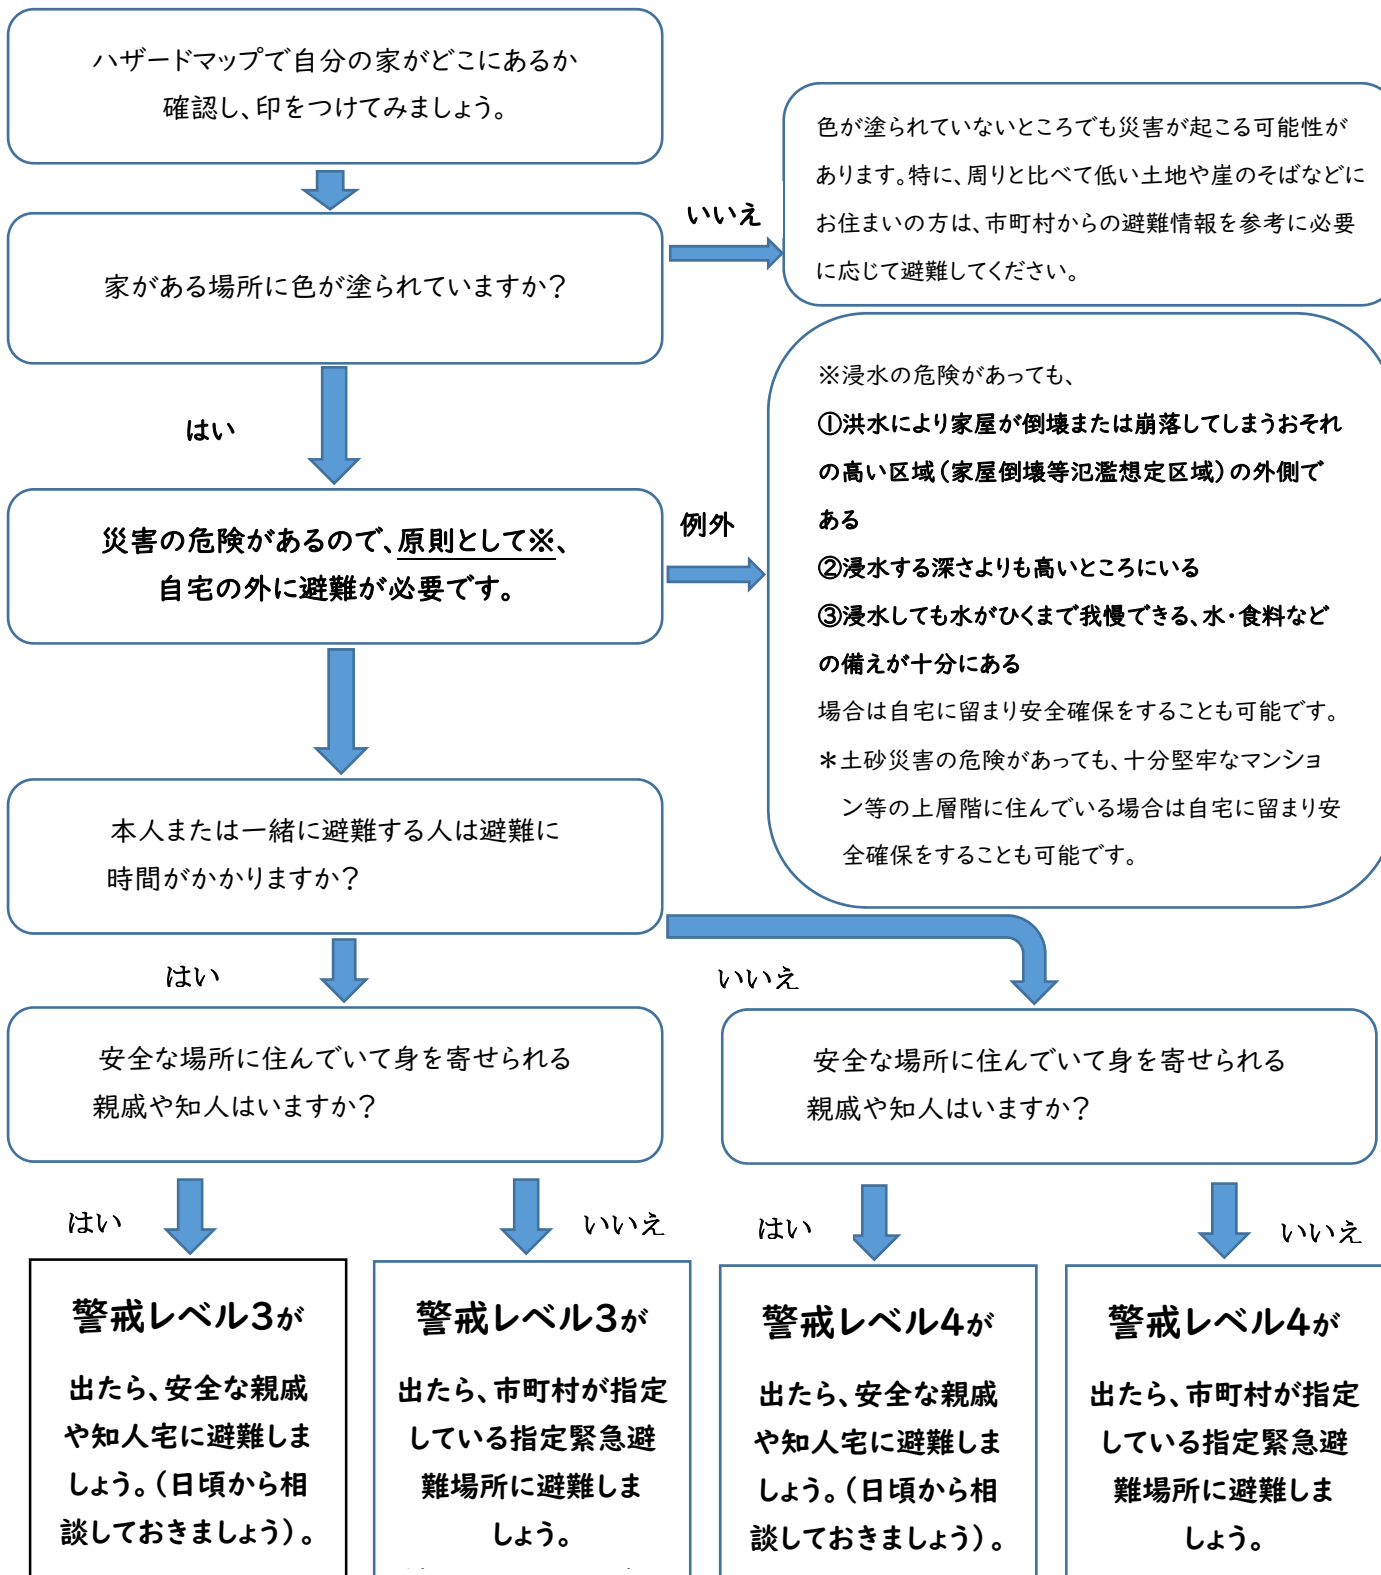 ハザードマップで自分の家がどこにあるか
確認し、印をつけてみましょう。
色が塗られていないところでも災害が起こる可能性が
あります。特に、周りと比べて低い土地や崖のそばなどに
お住まいの方は、市町村からの避難情報を参考に必要
に応じて避難してください。
いいえ
家がある場所に色が塗られていますか?
はい
※浸水の危険があっても、
①洪水により家屋が倒壊または崩落してしまうおそれ
の高い区域(家屋倒壊等氾濫想定区域)の外側で
ある
②浸水する深さよりも高いところにいる
③浸水しても水がひくまで我慢できる、水・食料など
の備えが十分にある
場合は自宅に留まり安全確保をすることも可能です。
*土砂災害の危険があっても、十分堅牢なマンショ
ン等の上層階に住んでいる場合は自宅に留まり安
全確保をすることも可能です。
例外
災害の危険があるので、原則として※、
自宅の外に避難が必要です。
本人または一緒に避難する人は避難に
時間がかかりますか?
はい
いいえ
安全な場所に住んでいて身を寄せられる
親戚や知人はいますか?
安全な場所に住んでいて身を寄せられる
親戚や知人はいますか?
はい
いいえ
はい
いいえ
警戒レベル3が
出たら、安全な親戚
や知人宅に避難しま
しょう。(日頃から相
談しておきましょう)。
警戒レベル3が
出たら、市町村が指定
している指定緊急避
難場所に避難しま
しょう。
警戒レベル4が
出たら、安全な親戚
や知人宅に避難しま
しょう。(日頃から相
談しておきましょう)。
警戒レベル4が
出たら、市町村が指定
している指定緊急避
難場所に避難しま
しょう。